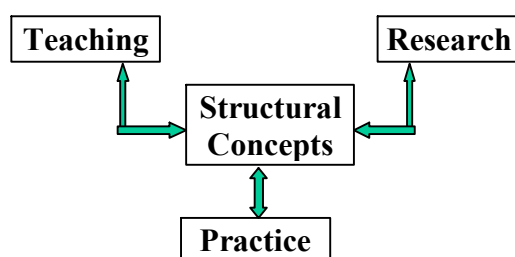 Teaching
Research
Structural
Concepts
Practice